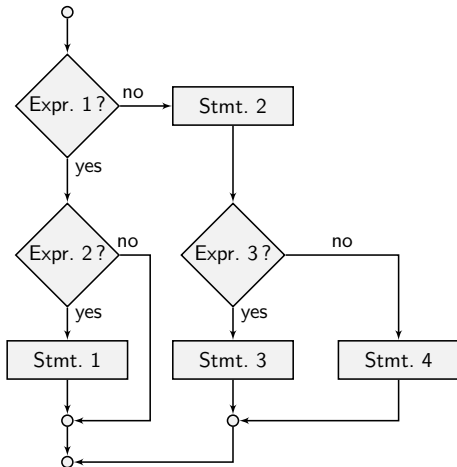 Expr. 1?
no
Stmt. 2
yes
Expr. 2?
no
Expr. 3?
no
yes
yes
Stmt. 1
Stmt. 3
Stmt. 4